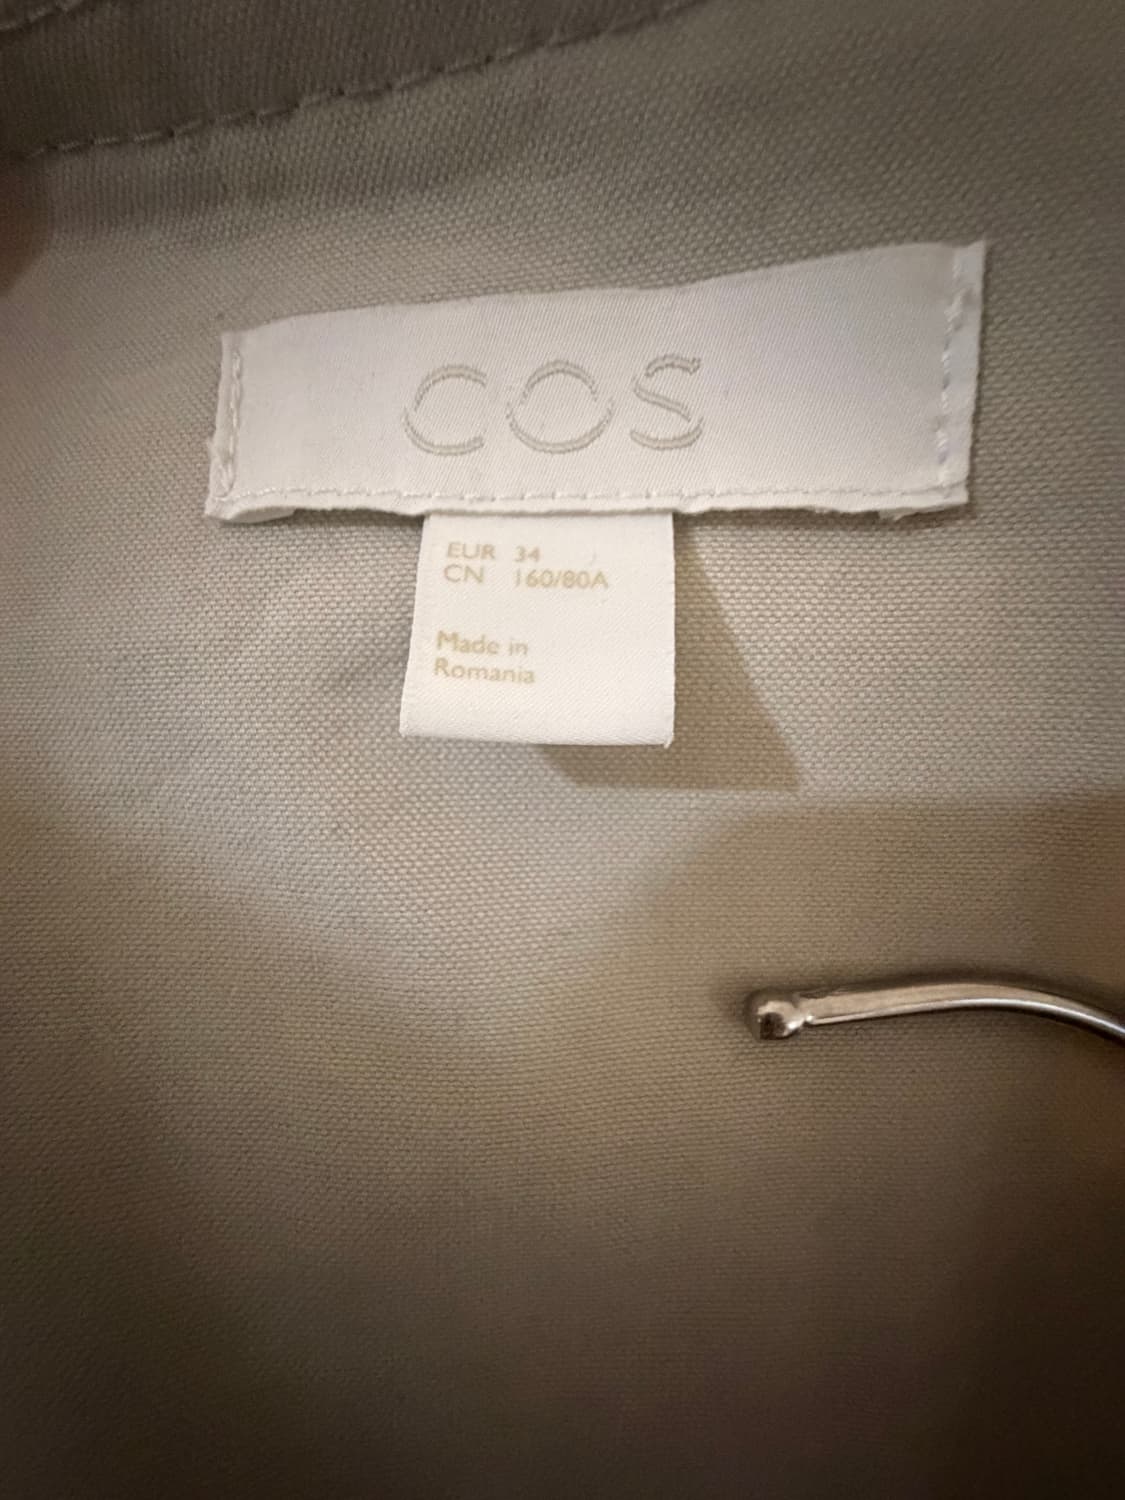 COS
EUR 34
CN 160/80A
Made in
Romania